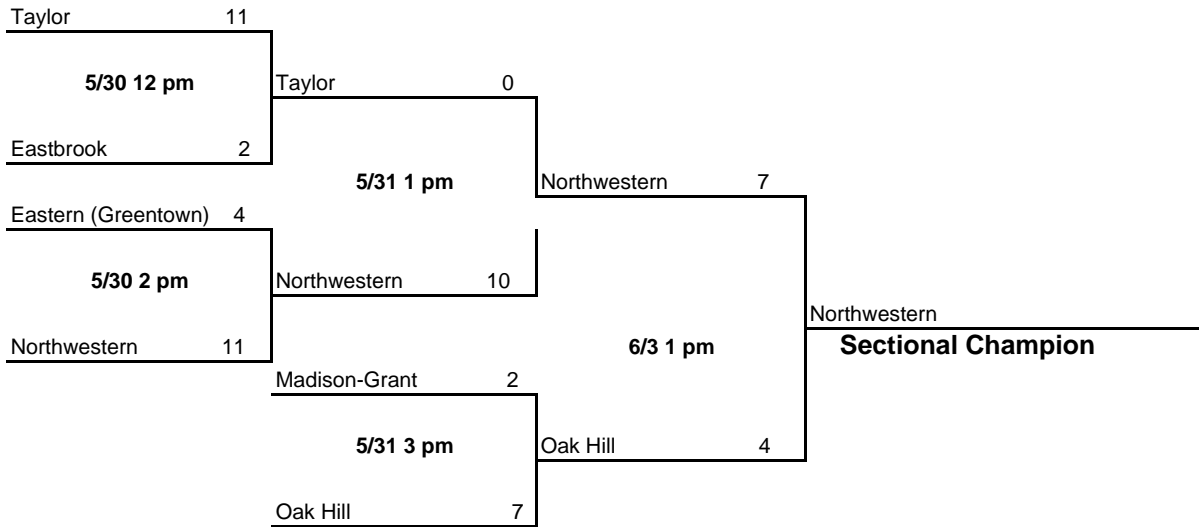 Taylor 11
5/30 12 pm
Taylor 0
Eastbrook 2
5/31 1 pm
Northwestern 7
Eastern (Greentown) 4
5/30 2 pm
Northwestern 10
Northwestern
Northwestern 11
6/3 1 pm
Sectional Champion
Madison-Grant 2
5/31 3 pm
Oak Hill 4
Oak Hill 7